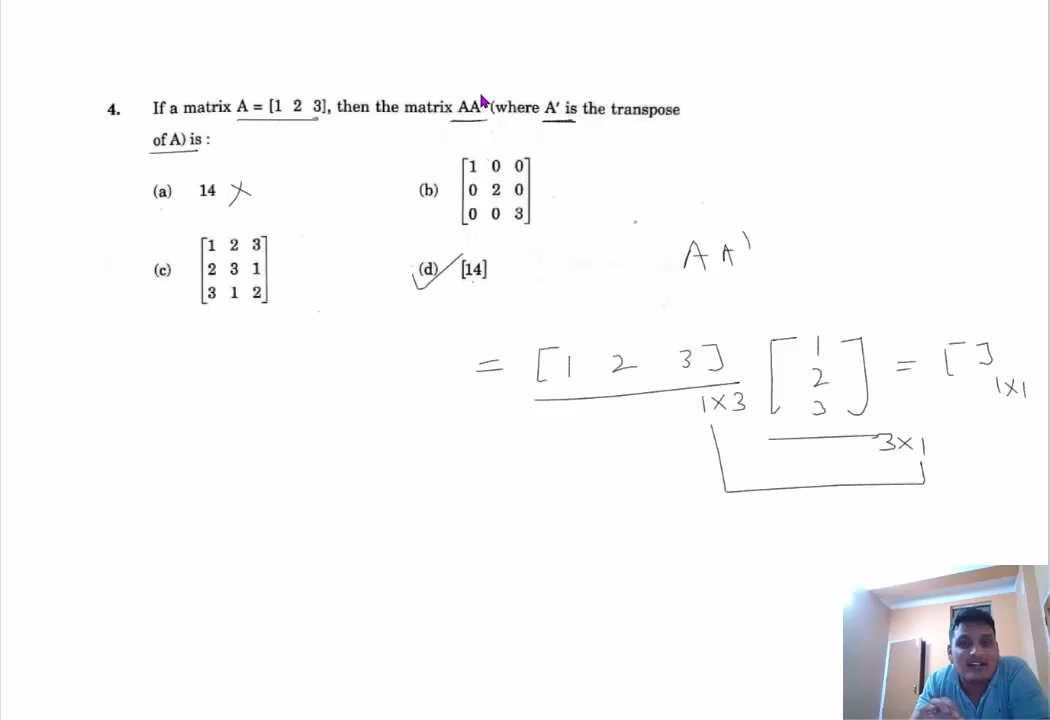 4. If a matrix A = [1 2 3], then the matrix AA' (where A' is the transpose
of A) is :
(a) 14
(b) [1 0 0
0 2 0
0 0 3]
(c) [1 2 3
2 3 1
3 1 2]
(d) [14]
A A'
= [1 2 3] 1×3 [1
2
3] 3×1 = [ ] 1×1